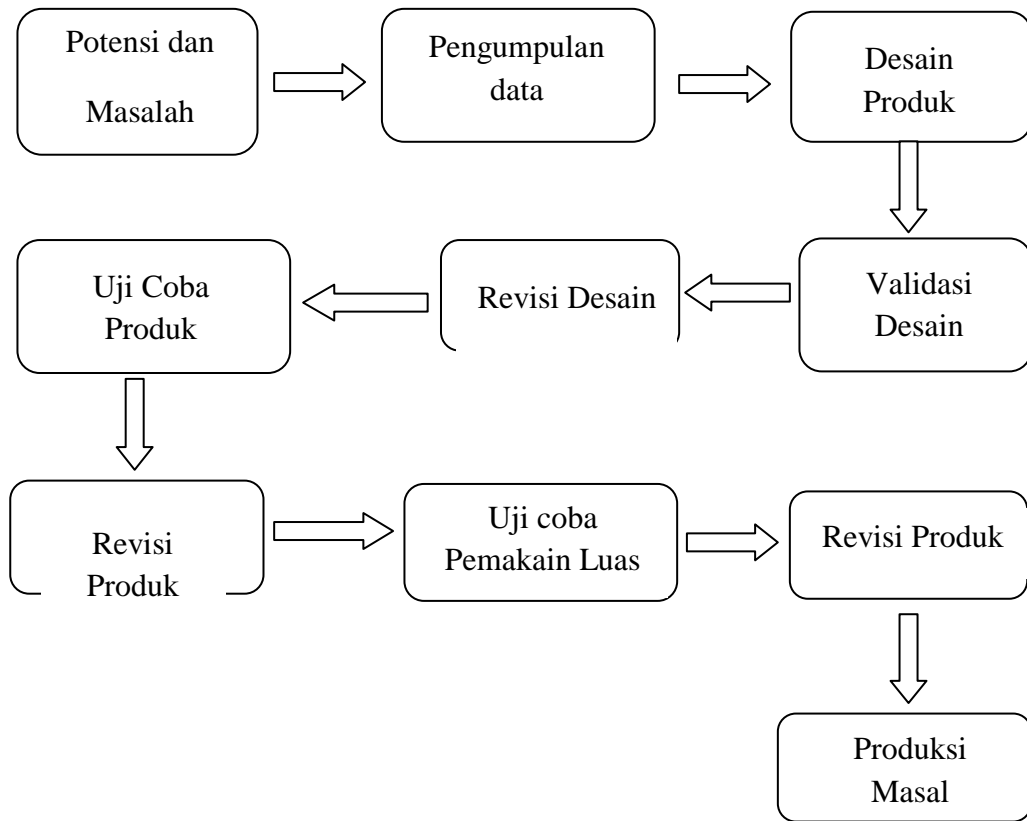 Potensi dan
Masalah
Pengumpulan
data
Desain
Produk
Validasi
Desain
Revisi Desain
Uji Coba
Produk
Revisi
Produk
Uji coba
Pemakain Luas
Revisi Produk
Produksi
Masal